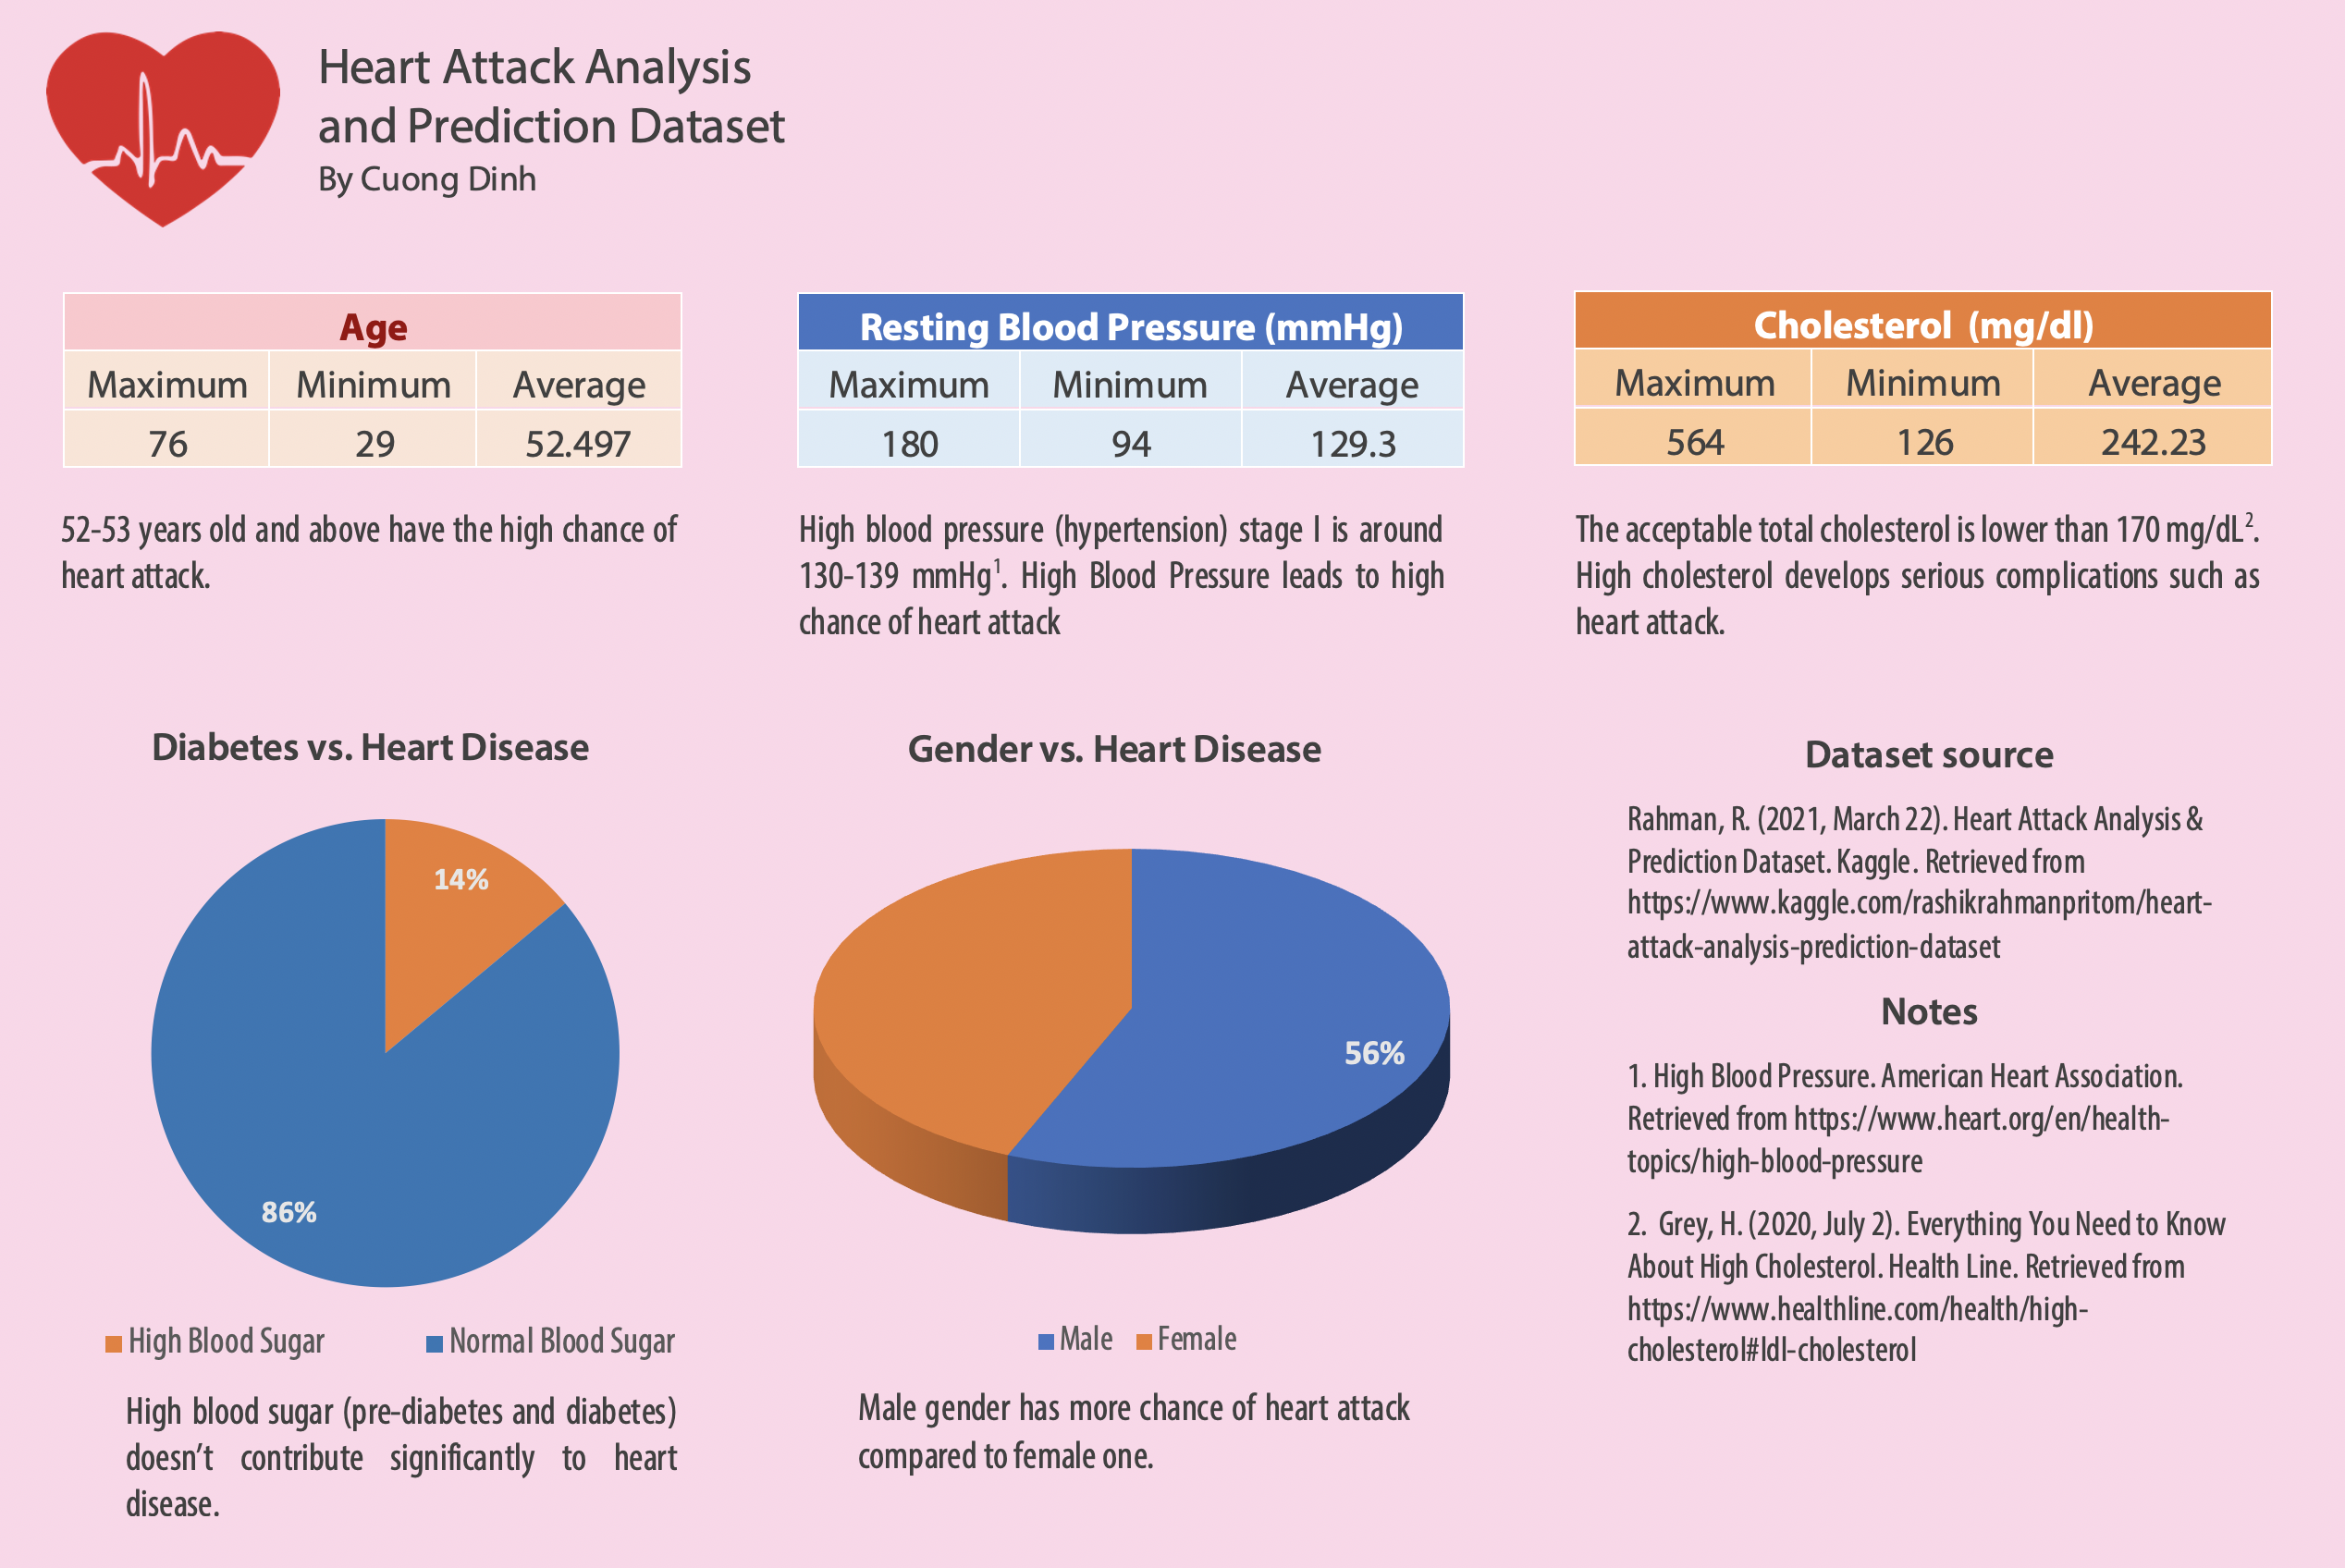 Heart Attack Analysis
and Prediction Dataset
By Cuong Dinh
Age
Maximum Minimum Average
76 29 52.497
52-53 years old and above have the high chance of
heart attack.
Resting Blood Pressure (mmHg)
Maximum Minimum Average
180 94 129.3
High blood pressure (hypertension) stage I is around
130-139 mmHg¹. High Blood Pressure leads to high
chance of heart attack
Cholesterol (mg/dl)
Maximum Minimum Average
564 126 242.23
The acceptable total cholesterol is lower than 170 mg/dL².
High cholesterol develops serious complications such as
heart attack.
Diabetes vs. Heart Disease
14%
86%
High Blood Sugar Normal Blood Sugar
High blood sugar (pre-diabetes and diabetes)
doesn’t contribute significantly to heart
disease.
Gender vs. Heart Disease
56%
Male Female
Male gender has more chance of heart attack
compared to female one.
Dataset source
Rahman, R. (2021, March 22). Heart Attack Analysis &
Prediction Dataset. Kaggle. Retrieved from
https://www.kaggle.com/rashikrahmanpritom/heart-
attack-analysis-prediction-dataset
Notes
1. High Blood Pressure. American Heart Association.
Retrieved from https://www.heart.org/en/health-
topics/high-blood-pressure
2. Grey, H. (2020, July 2). Everything You Need to Know
About High Cholesterol. Health Line. Retrieved from
https://www.healthline.com/health/high-
cholesterol#ldl-cholesterol